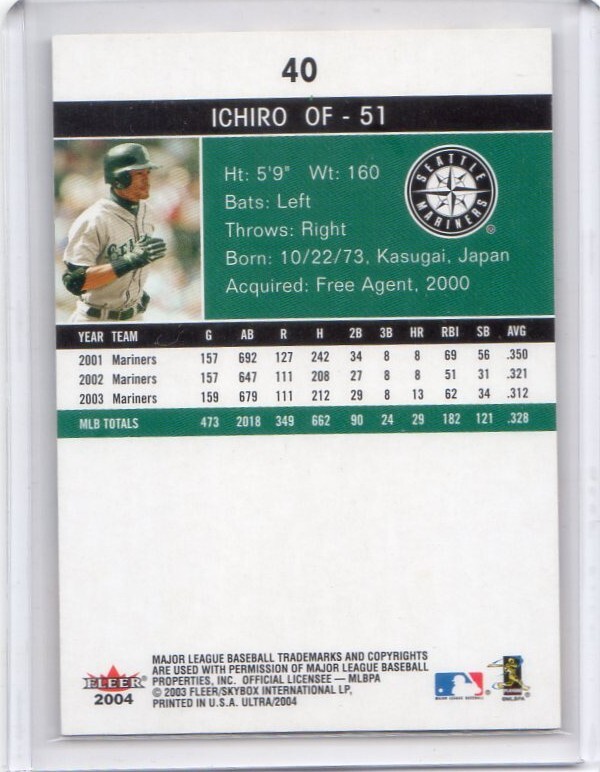 40
ICHIRO OF - 51
Ht: 5'9" Wt: 160
Bats: Left
Throws: Right
Born: 10/22/73, Kasugai, Japan
Acquired: Free Agent, 2000
SEATTLE MARINERS
YEAR TEAM G AB R H 2B 3B HR RBI SB AVG
2001 Mariners 157 692 127 242 34 8 8 69 56 .350
2002 Mariners 157 647 111 208 27 8 8 51 31 .321
2003 Mariners 159 679 111 212 29 8 13 62 34 .312
MLB TOTALS 473 2018 349 662 90 24 29 182 121 .328
FLEER
2004
MAJOR LEAGUE BASEBALL TRADEMARKS AND COPYRIGHTS
ARE USED WITH PERMISSION OF MAJOR LEAGUE BASEBALL
PROPERTIES, INC. OFFICIAL LICENSEE — MLBPA
© 2003 FLEER/SKYBOX INTERNATIONAL LP,
PRINTED IN U.S.A. ULTRA/2004